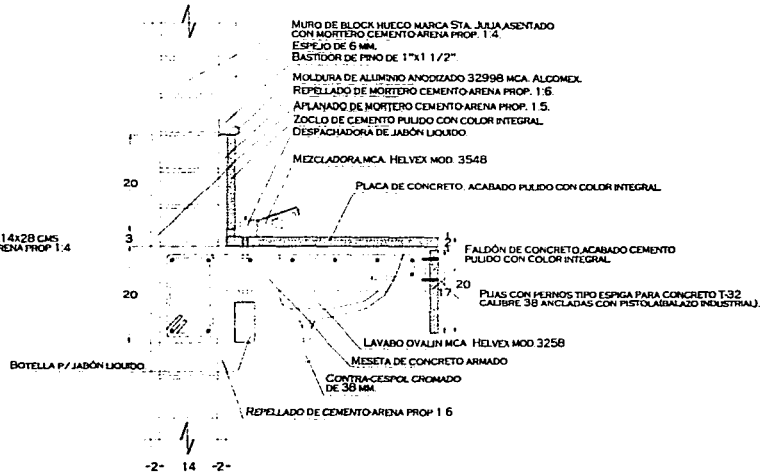 MURO DE BLOCK HUECO MARCA STA. JULIA, ASENTADO
CON MORTERO CEMENTO-ARENA PROP. 1:4.
ESPEJO DE 6 MM.
BASTIDOR DE PINO DE 1"X1 1/2".
MOLDURA DE ALUMINIO ANODIZADO 32998 MCA. ALCOMEX.
REPELLADO DE MORTERO CEMENTO-ARENA PROP. 1:6.
APLANADO DE MORTERO CEMENTO-ARENA PROP. 1:5.
ZOCLO DE CEMENTO PULIDO CON COLOR INTEGRAL
DESPACHADORA DE JABÓN LIQUIDO
MEZCLADORA, MCA. HELVEX MOD. 3548
20
PLACA DE CONCRETO, ACABADO PULIDO CON COLOR INTEGRAL
14X28 CMS
ARENA PROP 1:4
3
2
FALDÓN DE CONCRETO, ACABADO CEMENTO
PULIDO CON COLOR INTEGRAL
20
17
20
PIJAS CON PERNOS TIPO ESPIGA PARA CONCRETO T-32
CALIBRE 38 ANCLADAS CON PISTOLA(BALAZO INDUSTRIAL).
LAVABO OVALIN MCA HELVEX MOD. 3258
MESETA DE CONCRETO ARMADO
BOTELLA P/ JABÓN LIQUIDO
CONTRA-CESPOL CROMADO
DE 38 MM.
REPELLADO DE CEMENTO-ARENA PROP 1:6
-2- 14 -2-